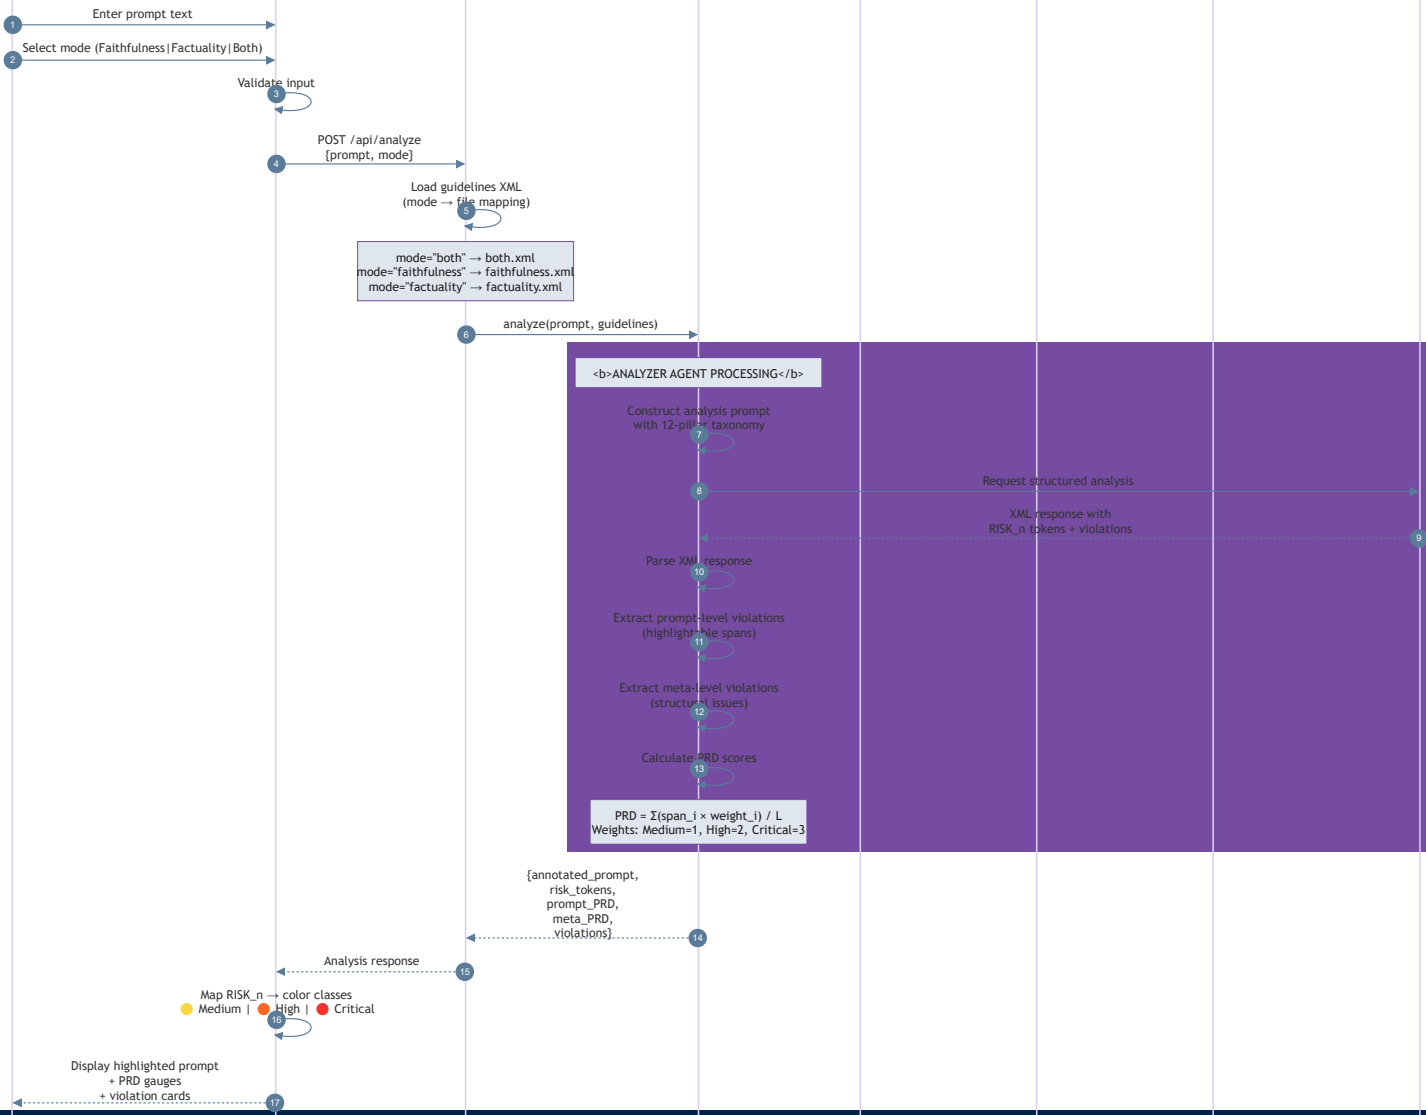 Enter prompt text
1
Select mode (Faithfulness|Factuality|Both)
2
Validate input
3
POST /api/analyze
{prompt, mode}
4
Load guidelines XML
(mode → file mapping)
5
mode="both" → both.xml
mode="faithfulness" → faithfulness.xml
mode="factuality" → factuality.xml
analyze(prompt, guidelines)
6
<b>ANALYZER AGENT PROCESSING</b>
Construct analysis prompt
with 12-pillar taxonomy
7
Request structured analysis
8
XML response with
RISK_n tokens + violations
9
Parse XML response
10
Extract prompt-level violations
(highlightable spans)
11
Extract meta-level violations
(structural issues)
12
Calculate PRD scores
13
PRD = Σ(span_i × weight_i) / L
Weights: Medium=1, High=2, Critical=3
{annotated_prompt,
risk_tokens,
prompt_PRD,
meta_PRD,
violations}
14
Analysis response
15
Map RISK_n → color classes
🟡 Medium | 🟠 High | 🔴 Critical
16
Display highlighted prompt
+ PRD gauges
+ violation cards
17